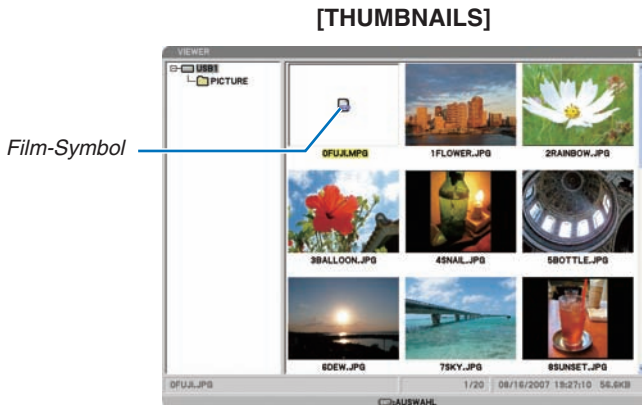 [THUMBNAILS]
VIEWER
USB1
PICTURE
Film-Symbol
0FUJI.MPG 1FLOWER.JPG 2RAINBOW.JPG
3BALLOON.JPG 4SNAIL.JPG 5BOTTLE.JPG
6DEW.JPG 7SKY.JPG 8SUNSET.JPG
0FUJI.JPG 1/20 08/16/2007 19:27:10 56.6KB
:AUSWAHL